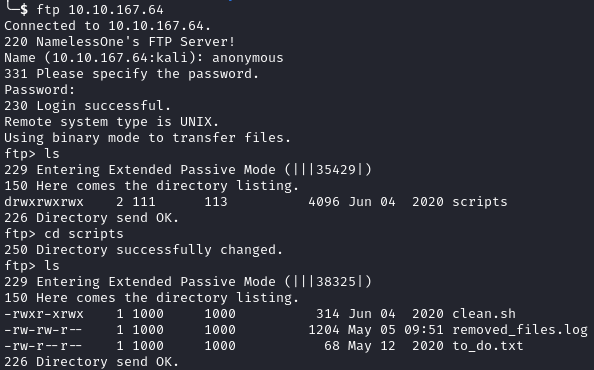 └─$ ftp 10.10.167.64
Connected to 10.10.167.64.
220 NamelessOne's FTP Server!
Name (10.10.167.64:kali): anonymous
331 Please specify the password.
Password:
230 Login successful.
Remote system type is UNIX.
Using binary mode to transfer files.
ftp> ls
229 Entering Extended Passive Mode (|||35429|)
150 Here comes the directory listing.
drwxrwxrwx    2 111      113          4096 Jun 04  2020 scripts
226 Directory send OK.
ftp> cd scripts
250 Directory successfully changed.
ftp> ls
229 Entering Extended Passive Mode (|||38325|)
150 Here comes the directory listing.
-rwxr-xrwx    1 1000     1000          314 Jun 04  2020 clean.sh
-rw-rw-r--    1 1000     1000         1204 May 05 09:51 removed_files.log
-rw-r--r--    1 1000     1000           68 May 12  2020 to_do.txt
226 Directory send OK.